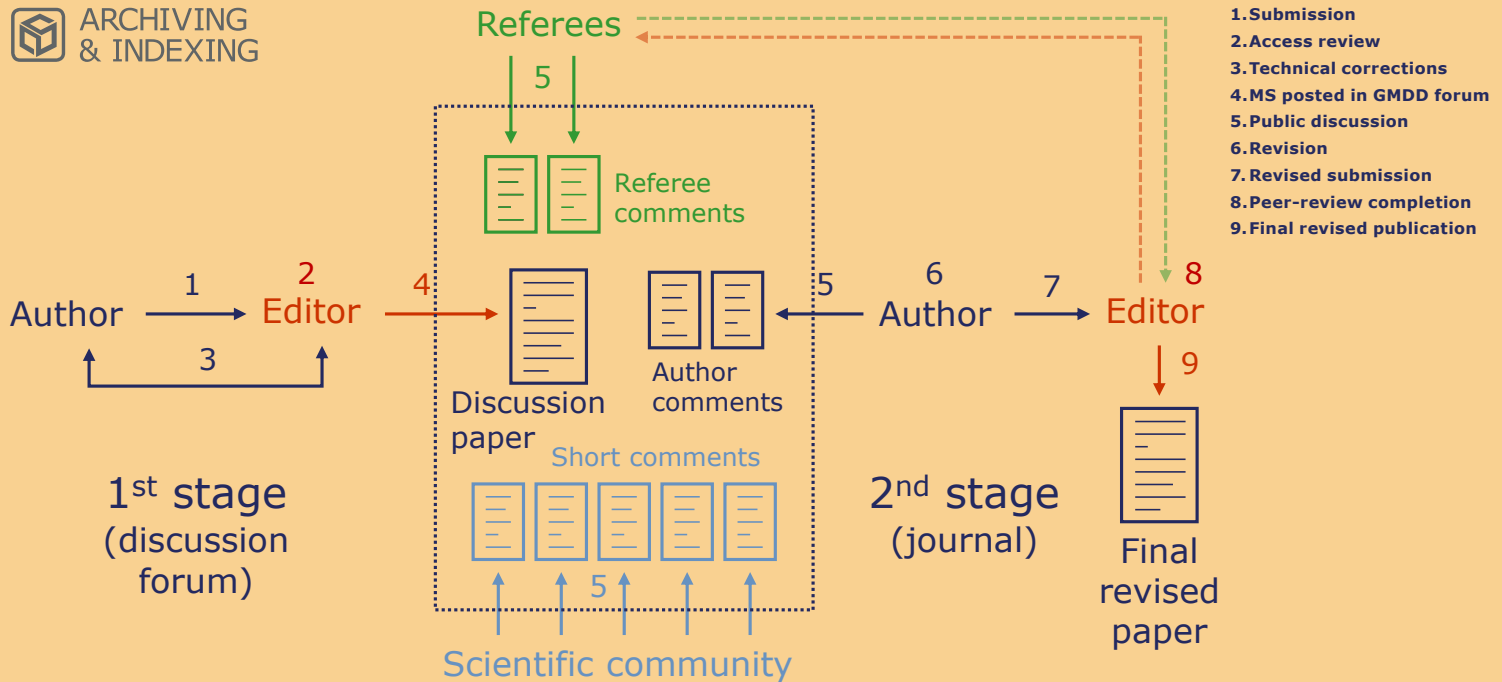 ARCHIVING
& INDEXING
Referees
1.Submission
2.Access review
3.Technical corrections
4.MS posted in GMDD forum
5.Public discussion
6.Revision
7.Revised submission
8.Peer-review completion
9.Final revised publication
5
Referee
comments
Author
1
2
Editor
3
4
Discussion
paper
Author
comments
5
6
Author
7
8
Editor
9
Short comments
5
Scientific community
1st stage
(discussion
forum)
2nd stage
(journal)
Final
revised
paper